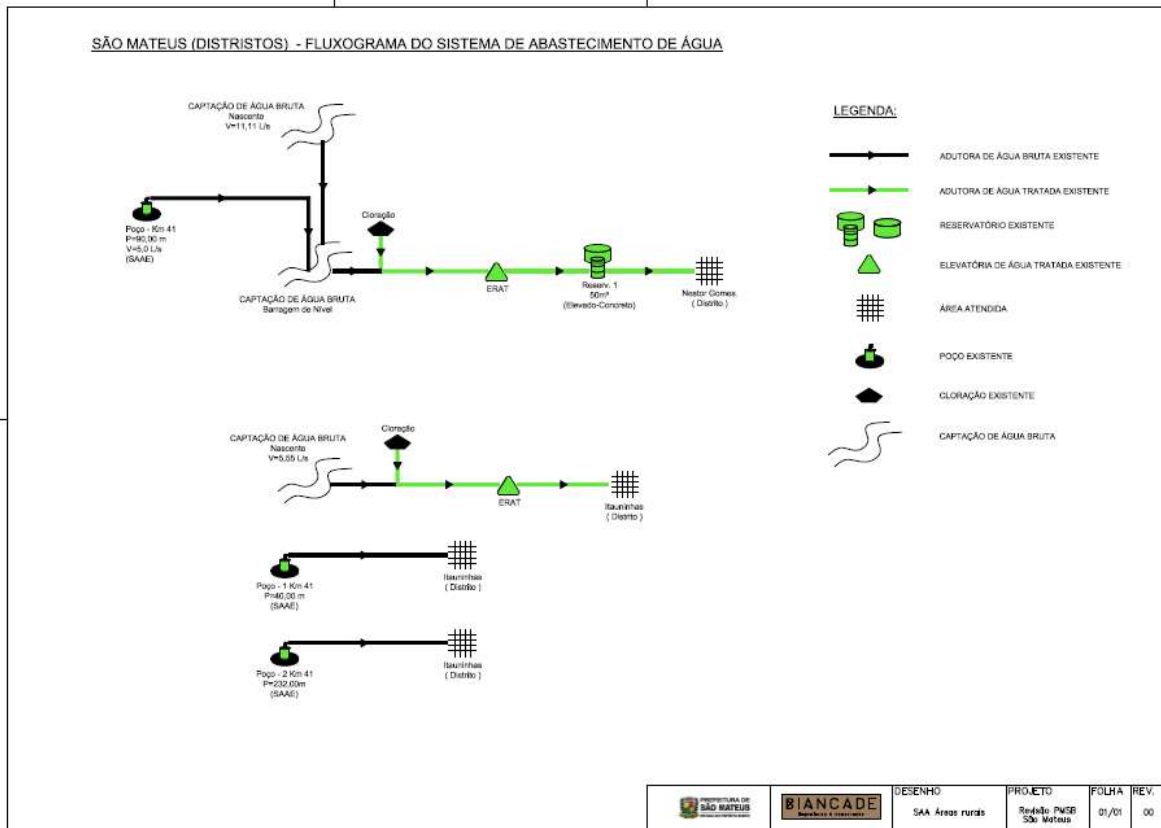 SÃO MATEUS (DISTRISTOS) - FLUXOGRAMA DO SISTEMA DE ABASTECIMENTO DE ÁGUA
CAPTAÇÃO DE ÁGUA BRUTA
Nascente
V=11,11 L/s
Poço - Km 41
P=90,00 m
V=5,0 L/s
(SAAE)
Cloração
CAPTAÇÃO DE ÁGUA BRUTA
Barragem de Nível
ERAT
Reserv. 1
50m³
(Elevado-Concreto)
Nestor Gomes
( Distrito )
CAPTAÇÃO DE ÁGUA BRUTA
Nascente
V=5,55 L/s
Cloração
ERAT
Itauninhas
( Distrito )
Poço - 1 Km 41
P=40,00 m
(SAAE)
Itauninhas
( Distrito )
Poço - 2 Km 41
P=232,00m
(SAAE)
Itauninhas
( Distrito )
LEGENDA:
ADUTORA DE ÁGUA BRUTA EXISTENTE
ADUTORA DE ÁGUA TRATADA EXISTENTE
RESERVATÓRIO EXISTENTE
ELEVATÓRIA DE ÁGUA TRATADA EXISTENTE
ÁREA ATENDIDA
POÇO EXISTENTE
CLORAÇÃO EXISTENTE
CAPTAÇÃO DE ÁGUA BRUTA
PREFEITURA DE
SÃO MATEUS
BIANCADE
DESENHO
SAA Áreas rurais
PROJETO
Revisão PMSB
São Mateus
FOLHA
01/01
REV.
00